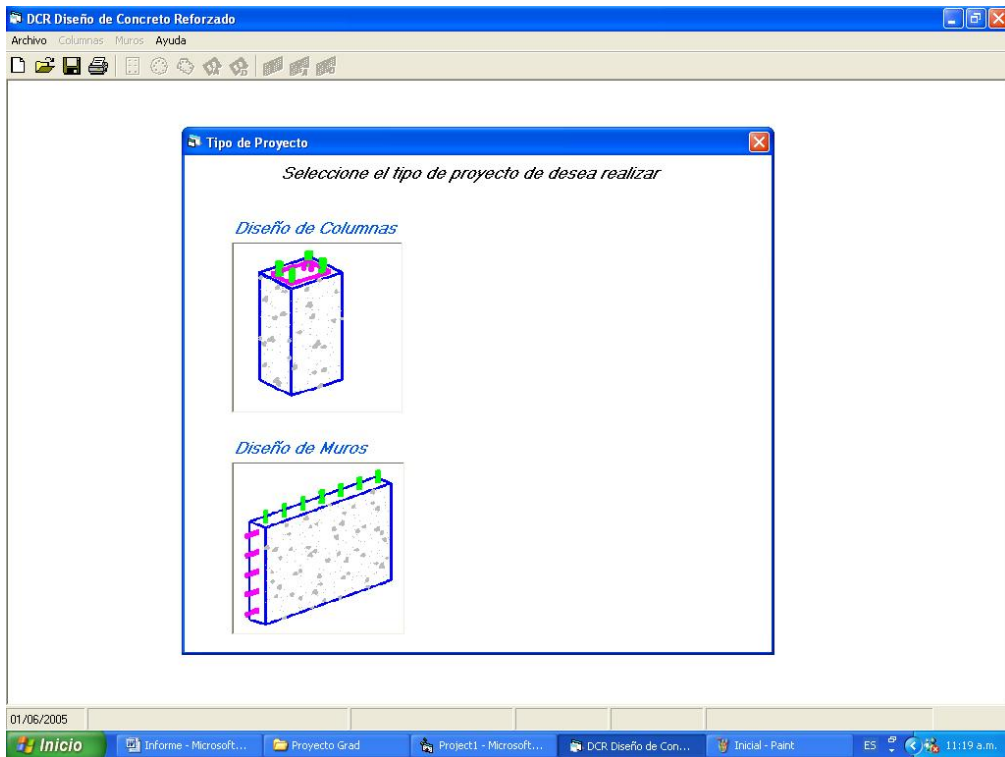 DCR Diseño de Concreto Reforzado
Archivo Columnas Muros Ayuda
Tipo de Proyecto
Seleccione el tipo de proyecto de desea realizar
Diseño de Columnas
Diseño de Muros
01/06/2005
Inicio Informe - Microsoft... Proyecto Grad Project1 - Microsoft... DCR Diseño de Con... Inicial - Paint ES 11:19 a.m.